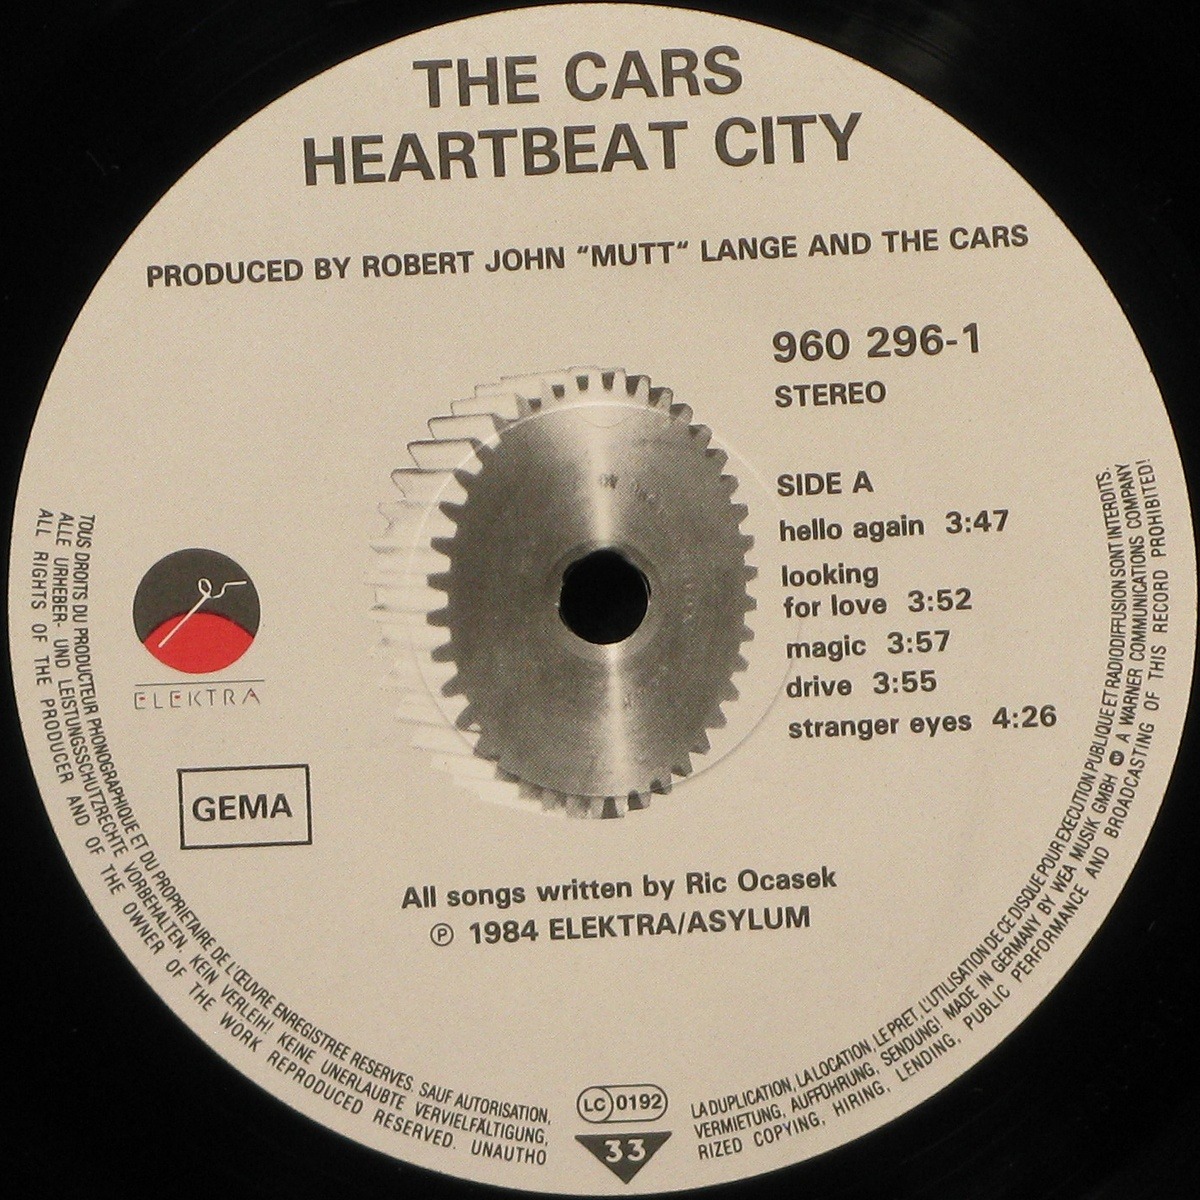 THE CARS
HEARTBEAT CITY
PRODUCED BY ROBERT JOHN "MUTT" LANGE AND THE CARS
960 296-1
STEREO
SIDE A
hello again 3:47
looking
for love 3:52
magic 3:57
drive 3:55
stranger eyes 4:26
ELEKTRA
GEMA
All songs written by Ric Ocasek
℗ 1984 ELEKTRA/ASYLUM
TOUS DROITS DU PRODUCTEUR PHONOGRAPHIQUE ET DU PROPRIETAIRE DE L'ŒUVRE ENREGISTREE RESERVES. SAUF AUTORISATION,
LA DUPLICATION, LA LOCATION, LE PRET, L'UTILISATION DE CE DISQUE POUR EXECUTION PUBLIQUE ET RADIODIFFUSION SONT INTERDITS.
ALLE URHEBER- UND LEISTUNGSSCHUTZRECHTE VORBEHALTEN. KEIN VERLEIH! KEINE UNERLAUBTE VERVIELFÄLTIGUNG,
VERMIETUNG, AUFFÜHRUNG, SENDUNG! MADE IN GERMANY BY WEA MUSIK GMBH A WARNER COMMUNICATIONS COMPANY
ALL RIGHTS OF THE PRODUCER AND OF THE OWNER OF THE WORK REPRODUCED RESERVED. UNAUTHO
RIZED COPYING, HIRING, LENDING, PUBLIC PERFORMANCE AND BROADCASTING OF THIS RECORD PROHIBITED!
LC 0192
33